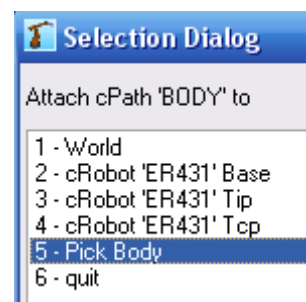 Selection Dialog
Attach cPath 'BODY' to
1 - World
2 - cRobot 'ER431' Base
3 - cRobot 'ER431' Tip
4 - cRobot 'ER431' Tcp
5 - Pick Body
6 - quit